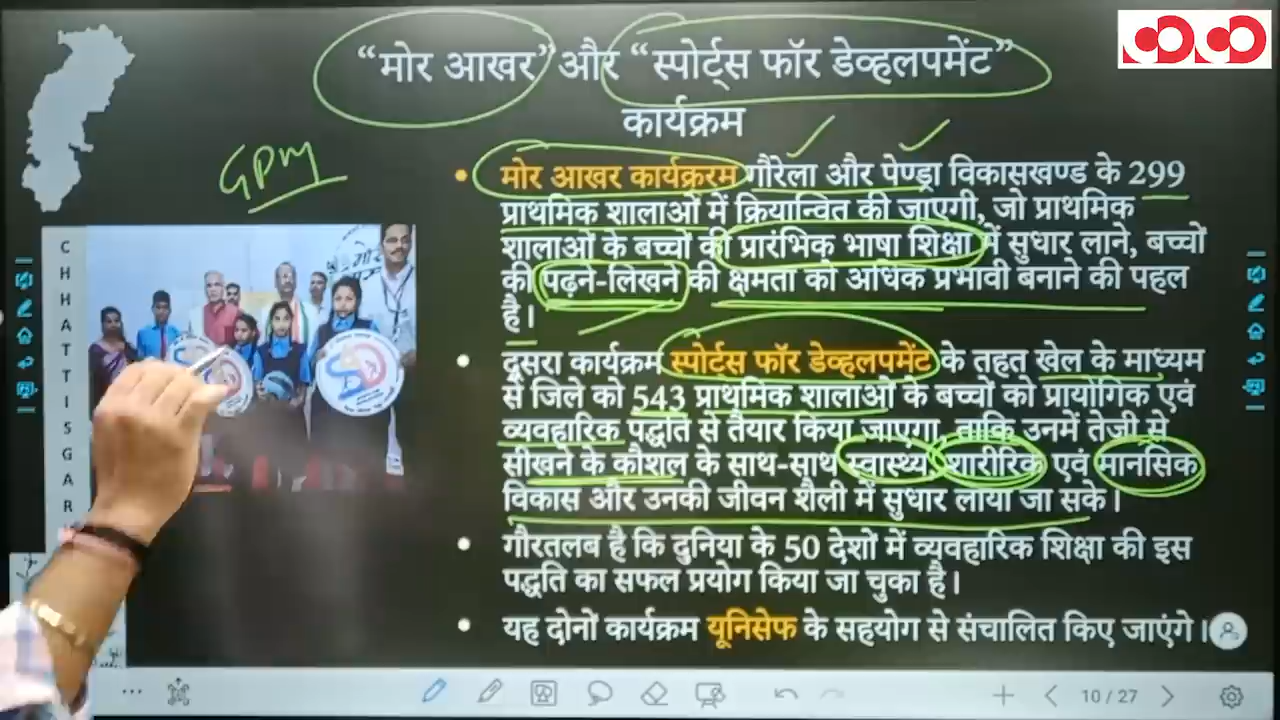 “मोर आखर” और “स्पोर्ट्स फॉर डेव्हलपमेंट”
कार्यक्रम
GPM
• मोर आखर कार्यक्ररम गौरेला और पेण्ड्रा विकासखण्ड के 299
प्राथमिक शालाओं में क्रियान्वित की जाएगी, जो प्राथमिक
शालाओं के बच्चों की प्रारंभिक भाषा शिक्षा में सुधार लाने, बच्चों
की पढ़ने-लिखने की क्षमता को अधिक प्रभावी बनाने की पहल
है।
• दूसरा कार्यक्रम स्पोर्टस फॉर डेव्हलपमेंट के तहत खेल के माध्यम
से जिले को 543 प्राथमिक शालाओं के बच्चों को प्रायोगिक एवं
व्यवहारिक पद्धति से तैयार किया जाएगा, ताकि उनमें तेजी से
सीखने के कौशल के साथ-साथ स्वास्थ्य, शारीरिक एवं मानसिक
विकास और उनकी जीवन शैली में सुधार लाया जा सके।
• गौरतलब है कि दुनिया के 50 देशों में व्यवहारिक शिक्षा की इस
पद्धति का सफल प्रयोग किया जा चुका है।
• यह दोनों कार्यक्रम यूनिसेफ के सहयोग से संचालित किए जाएंगे।
C
H
H
A
T
T
I
S
G
A
R
10 / 27